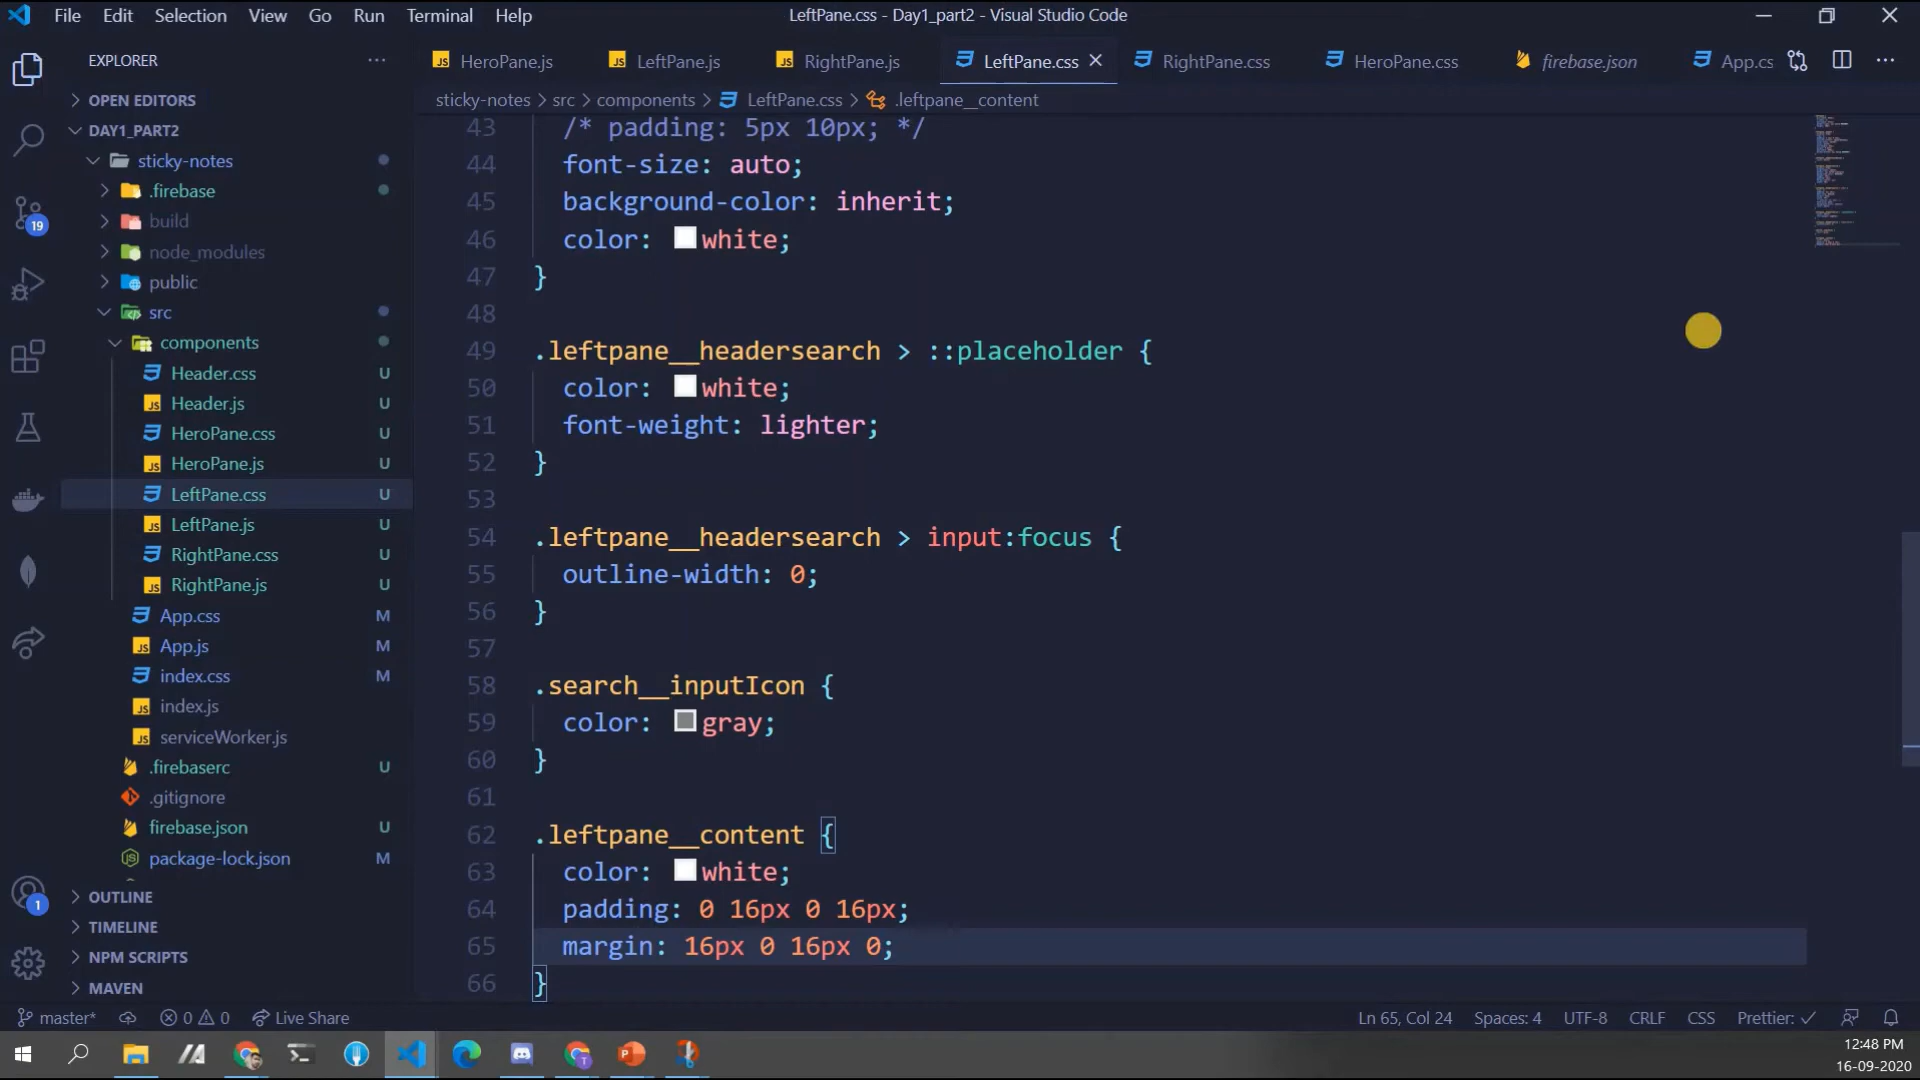 File Edit Selection View Go Run Terminal Help
LeftPane.css - Day1_part2 - Visual Studio Code
EXPLORER
HeroPane.js LeftPane.js RightPane.js LeftPane.css RightPane.css HeroPane.css firebase.json App.cs
sticky-notes > src > components > LeftPane.css > .leftpane__content
OPEN EDITORS
DAY1_PART2
sticky-notes
.firebase
build
node_modules
public
src
components
Header.css U
Header.js U
HeroPane.css U
HeroPane.js U
LeftPane.css U
LeftPane.js U
RightPane.css U
RightPane.js U
App.css M
App.js M
index.css M
index.js
serviceWorker.js
.firebaserc U
.gitignore
firebase.json U
package-lock.json M
OUTLINE
TIMELINE
NPM SCRIPTS
MAVEN
19
1
43 /* padding: 5px 10px; */
44 font-size: auto;
45 background-color: inherit;
46 color: white;
47 }
48
49 .leftpane__headersearch > ::placeholder {
50 color: white;
51 font-weight: lighter;
52 }
53
54 .leftpane__headersearch > input:focus {
55 outline-width: 0;
56 }
57
58 .search__inputIcon {
59 color: gray;
60 }
61
62 .leftpane__content {
63 color: white;
64 padding: 0 16px 0 16px;
65 margin: 16px 0 16px 0;
66 }
master* 0 0 Live Share
Ln 65, Col 24 Spaces: 4 UTF-8 CRLF CSS Prettier: ✓
12:48 PM
16-09-2020